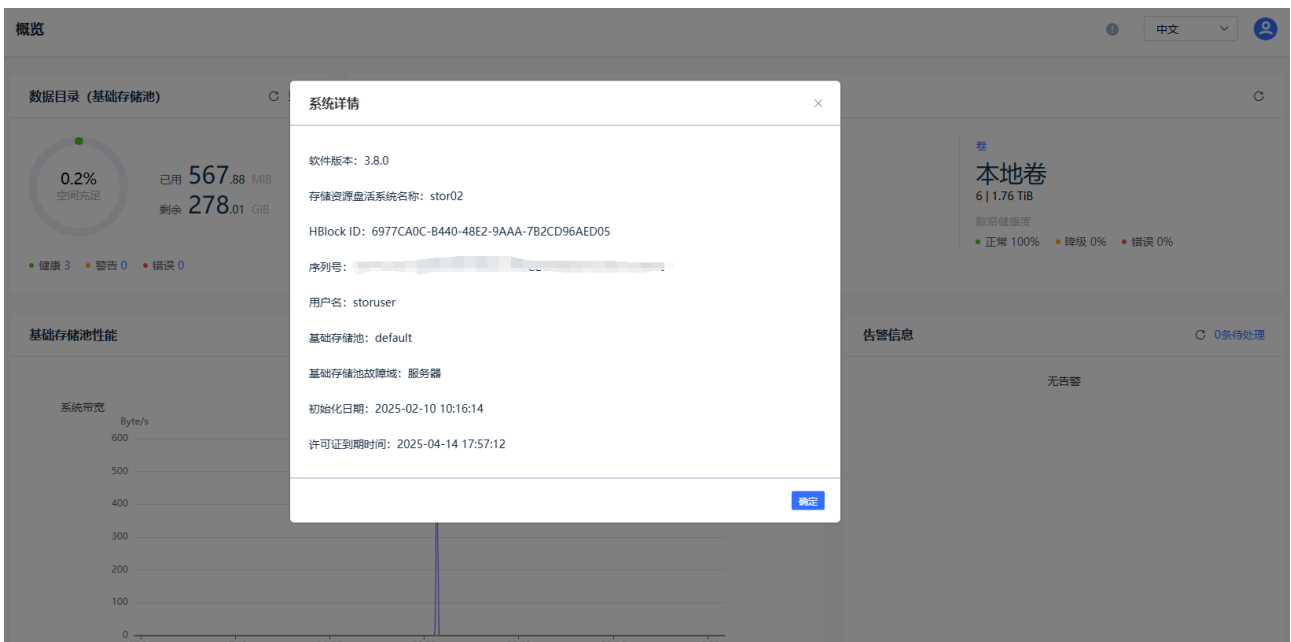 概览
中文
数据目录（基础存储池）
0.2%
空间充足
已用 567.88 MiB
剩余 278.01 GiB
健康 3 警告 0 错误 0
卷
本地卷
6 | 1.76 TiB
数据健康度
正常 100% 降级 0% 错误 0%
系统详情
软件版本：3.8.0
存储资源盘活系统名称：stor02
HBlock ID：6977CA0C-B440-48E2-9AAA-7B2CD96AED05
序列号：
用户名：storuser
基础存储池：default
基础存储池故障域：服务器
初始化日期：2025-02-10 10:16:14
许可证到期时间：2025-04-14 17:57:12
确定
基础存储池性能
系统带宽
Byte/s
600
500
400
300
200
100
0
告警信息
0条待处理
无告警